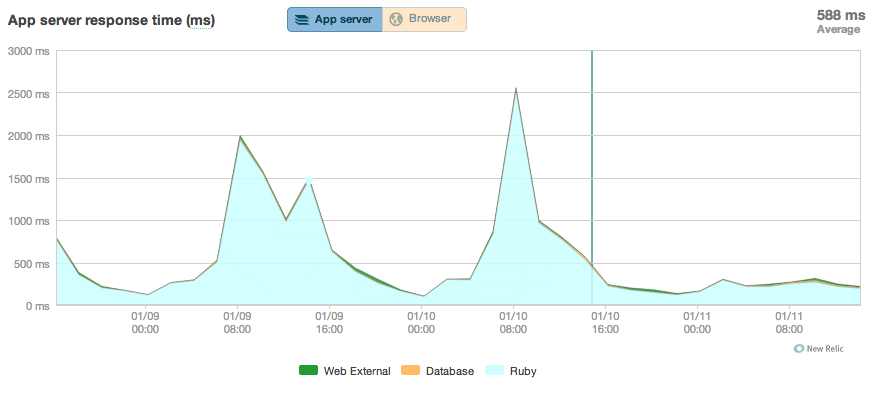 App server response time (ms)
App server
Browser
588 ms
Average
3000 ms
2500 ms
2000 ms
1500 ms
1000 ms
500 ms
0 ms
01/09 01/09 01/09 01/10 01/10 01/10 01/11 01/11
00:00 08:00 16:00 00:00 08:00 16:00 00:00 08:00
New Relic
Web External Database Ruby